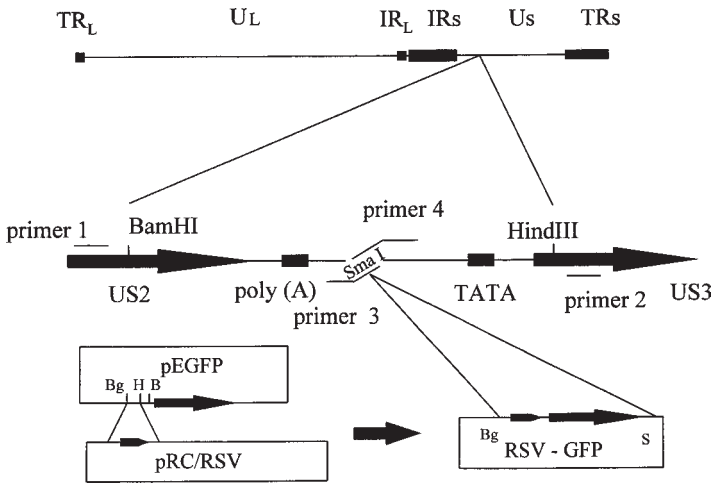 TRL UL IRL IRs Us TRs
primer 4
primer 1 BamHI HindIII
Sma I
US2 poly (A) TATA primer 2 US3
primer 3
pEGFP
Bg H B
Bg RSV - GFP S
pRC/RSV